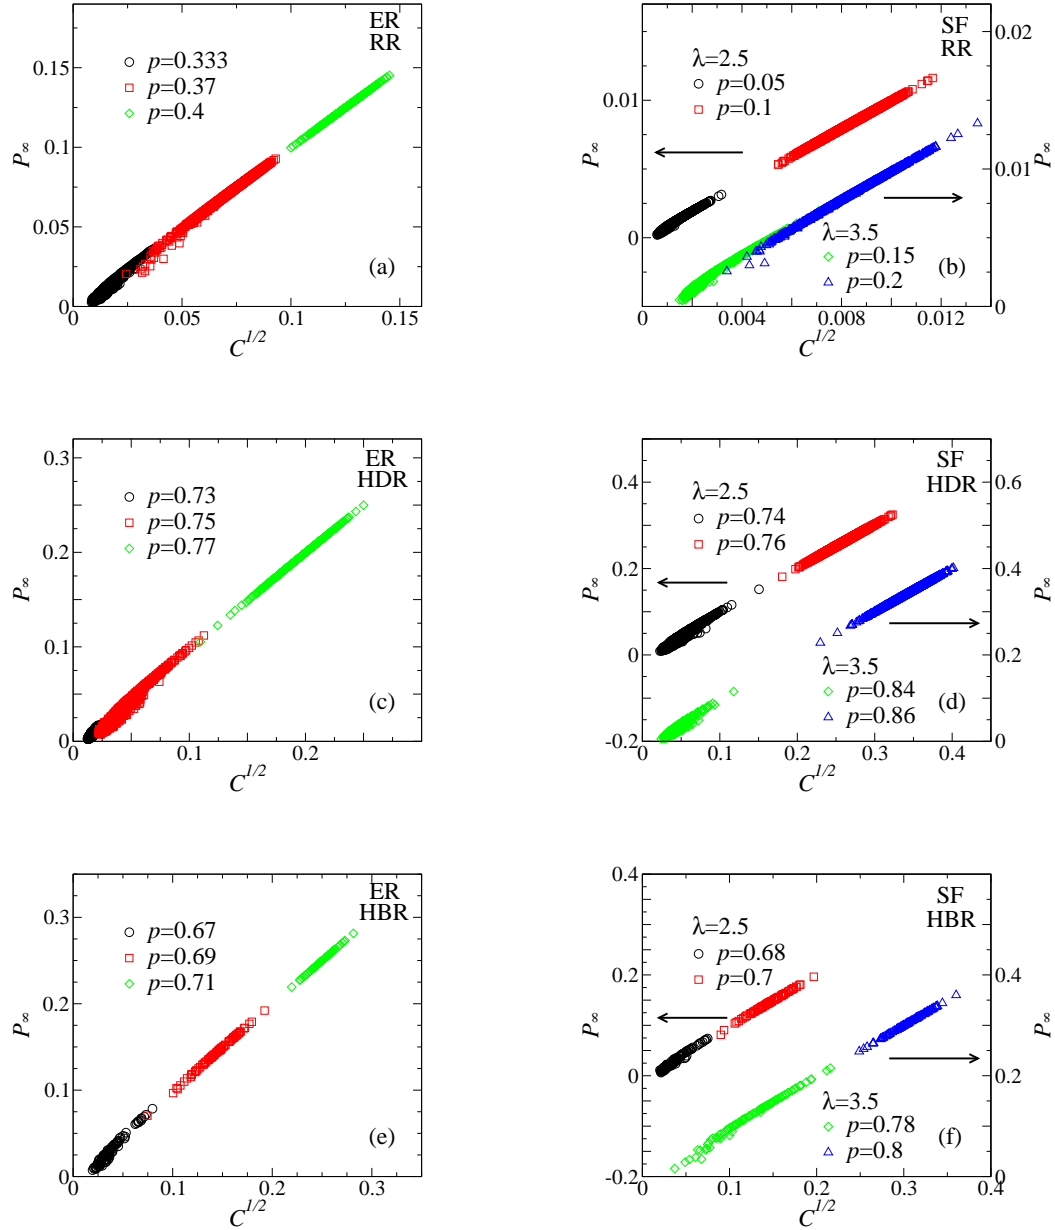 ER
RR
p=0.333
p=0.37
p=0.4
0.15
0.1
0.05
0
P∞
0
0.05
0.1
0.15
C^{1/2}
(a)
SF
RR
λ=2.5
p=0.05
p=0.1
λ=3.5
p=0.15
p=0.2
0.01
0
P∞
0.02
0.01
0
P∞
0
0.004
0.008
0.012
C^{1/2}
(b)
ER
HDR
p=0.73
p=0.75
p=0.77
0.3
0.2
0.1
0
P∞
0
0.1
0.2
C^{1/2}
(c)
SF
HDR
λ=2.5
p=0.74
p=0.76
λ=3.5
p=0.84
p=0.86
0.4
0.2
0
-0.2
P∞
0.6
0.4
0.2
0
P∞
0
0.1
0.2
0.3
0.4
C^{1/2}
(d)
ER
HBR
p=0.67
p=0.69
p=0.71
0.3
0.2
0.1
0
P∞
0
0.1
0.2
0.3
C^{1/2}
(e)
SF
HBR
λ=2.5
p=0.68
p=0.7
λ=3.5
p=0.78
p=0.8
0.4
0.2
0
-0.2
P∞
0.4
0.2
0
P∞
0
0.1
0.2
0.3
0.4
C^{1/2}
(f)